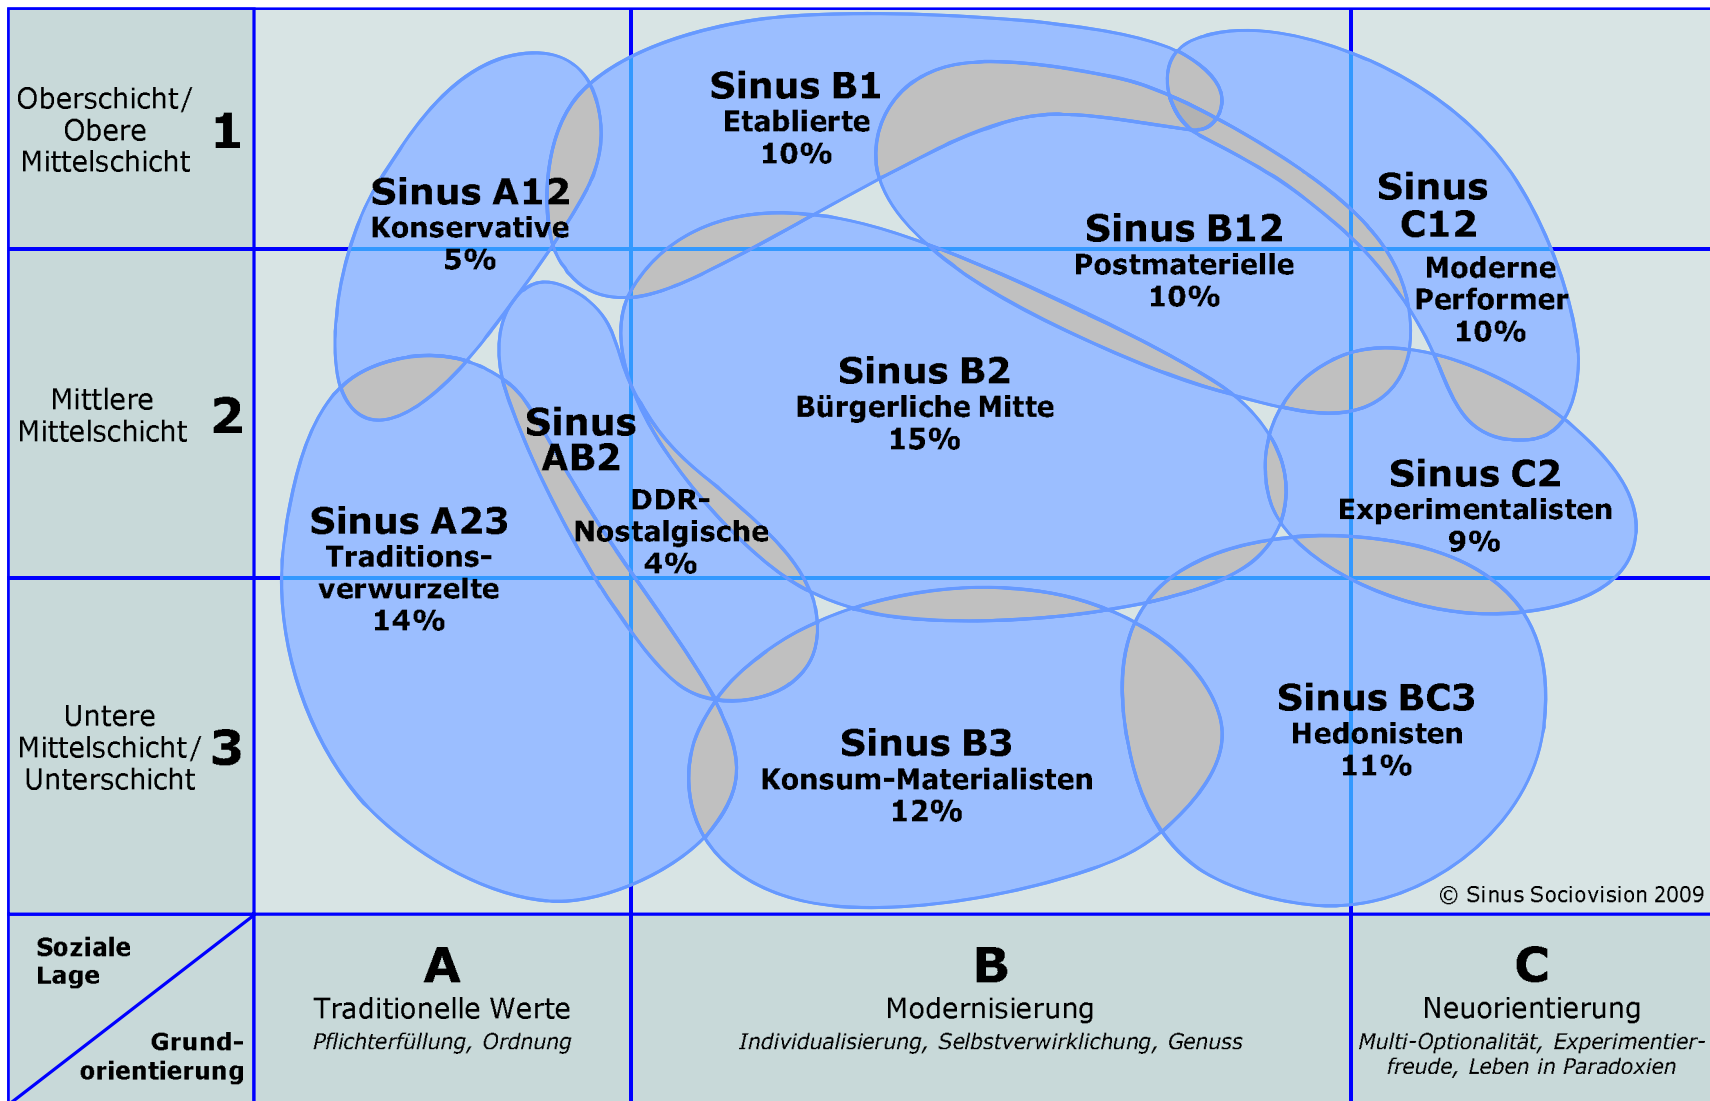 Oberschicht/
Obere
Mittelschicht
1
Sinus A12
Konservative
5%
Sinus B1
Etablierte
10%
Sinus B12
Postmaterielle
10%
Sinus
C12
Moderne
Performer
10%
Mittlere
Mittelschicht
2
Sinus
AB2
DDR-
Nostalgische
4%
Sinus B2
Bürgerliche Mitte
15%
Sinus C2
Experimentalisten
9%
Sinus A23
Traditions-
verwurzelte
14%
Untere
Mittelschicht/
Unterschicht
3
Sinus B3
Konsum-Materialisten
12%
Sinus BC3
Hedonisten
11%
© Sinus Sociovision 2009
Soziale
Lage
Grund-
orientierung
A
Traditionelle Werte
Pflichterfüllung, Ordnung
B
Modernisierung
Individualisierung, Selbstverwirklichung, Genuss
C
Neuorientierung
Multi-Optionalität, Experimentier-
freude, Leben in Paradoxien